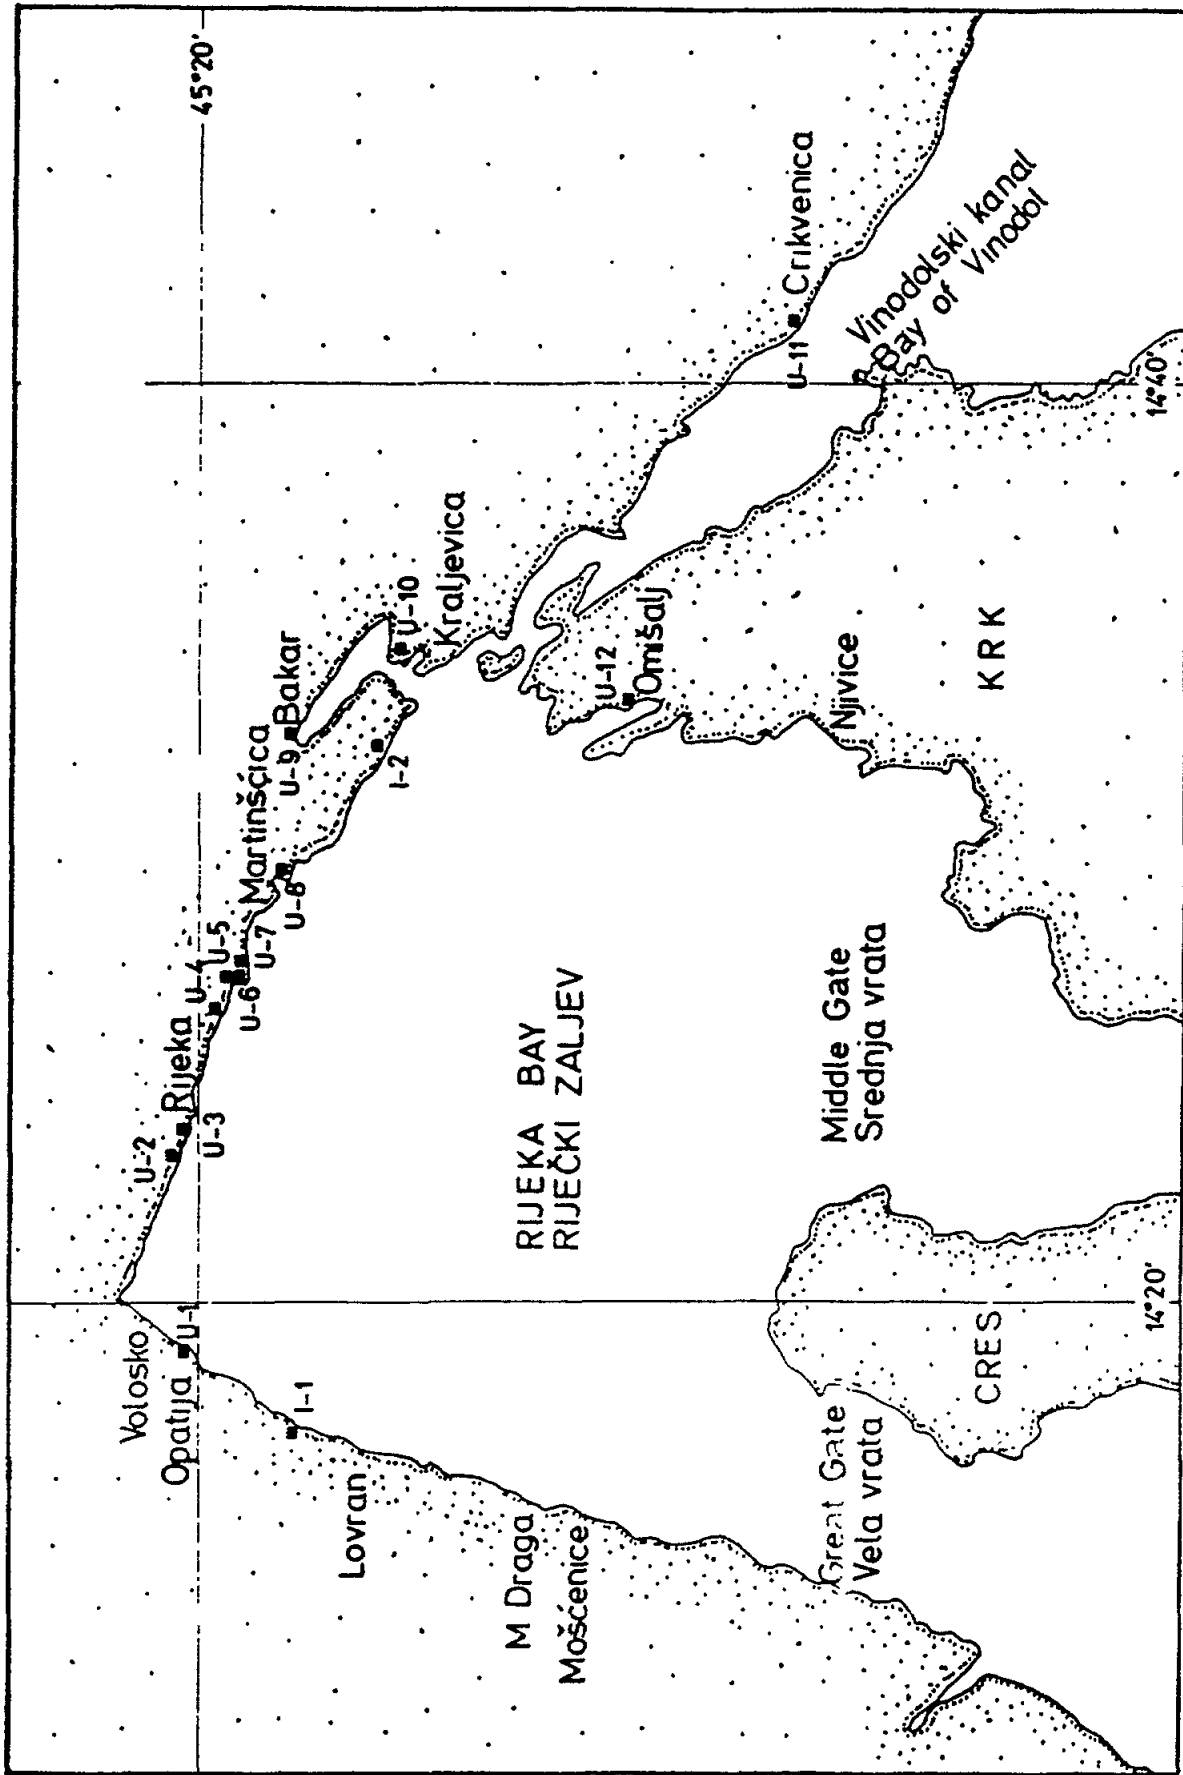 45°20'
Volosko
Opatija
U-1
I-1
Lovran
M Draga
Mošćenice
U-2
Rijeka
U-3
U-4
U-5
U-6
U-7
Martinšćica
U-8
U-9
Bakar
I-2
U-10
Kraljevica
RIJEKA BAY
RIJEČKI ZALJEV
U-12
Omišalj
U-11
Crikvenica
Vinodolski kanal
Bay of Vinodol
Njivice
KRK
Middle Gate
Srednja vrata
Great Gate
Vela vrata
CRES
14°20'
14°40'